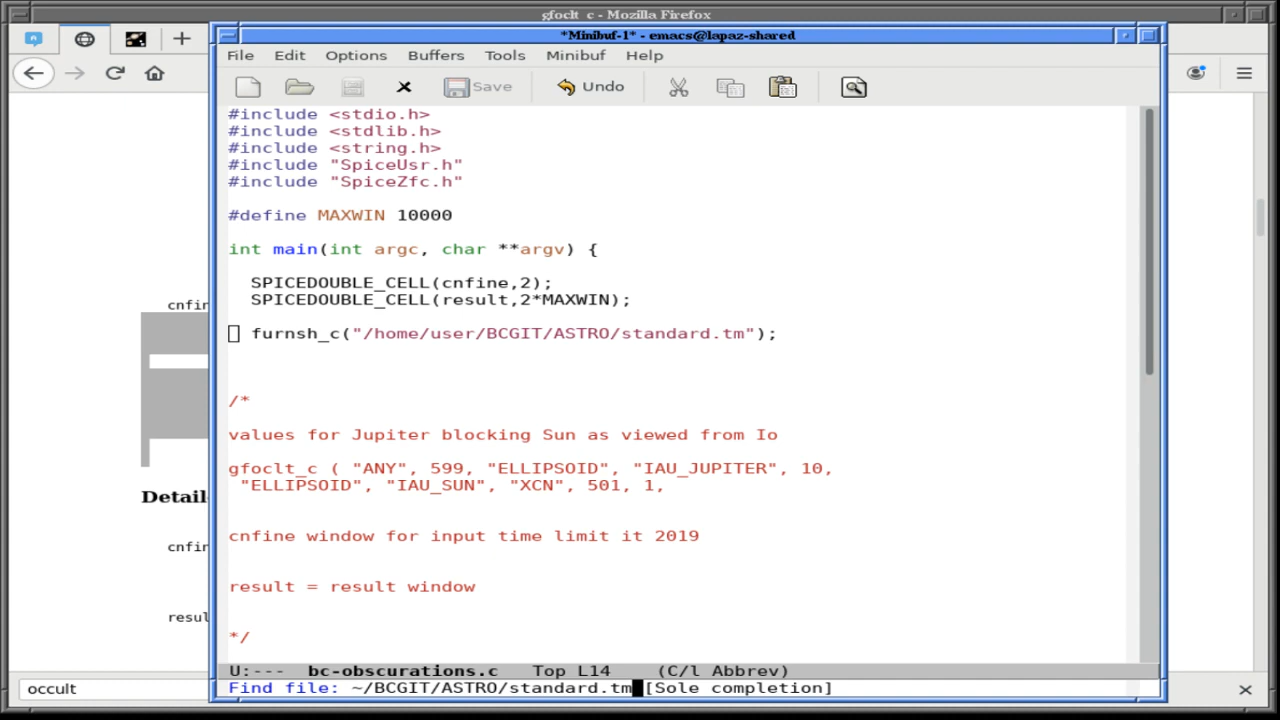 gfoclt_c - Mozilla Firefox
*Minibuf-1* - emacs@lapaz-shared
File Edit Options Buffers Tools Minibuf Help
Save Undo
#include <stdio.h>
#include <stdlib.h>
#include <string.h>
#include "SpiceUsr.h"
#include "SpiceZfc.h"
#define MAXWIN 10000
int main(int argc, char **argv) {
SPICEDOUBLE_CELL(cnfine,2);
SPICEDOUBLE_CELL(result,2*MAXWIN);
cnfin
furnsh_c("/home/user/BCGIT/ASTRO/standard.tm");
/*
values for Jupiter blocking Sun as viewed from Io
gfoclt_c ( "ANY", 599, "ELLIPSOID", "IAU_JUPITER", 10,
"ELLIPSOID", "IAU_SUN", "XCN", 501, 1,
Detail
cnfine window for input time limit it 2019
cnfin
result = result window
resul
*/
U:--- bc-obscurations.c Top L14 (C/l Abbrev)
Find file: ~/BCGIT/ASTRO/standard.tm [Sole completion]
occult